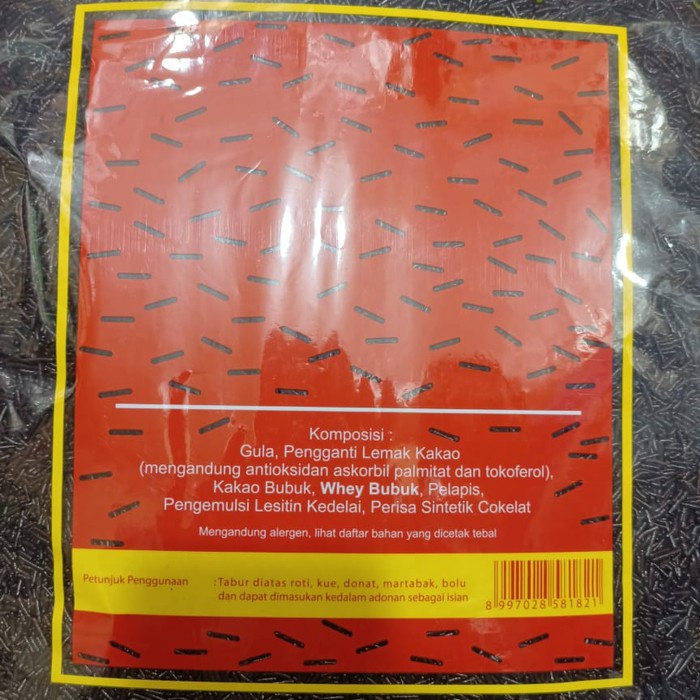 Komposisi :
Gula, Pengganti Lemak Kakao
(mengandung antioksidan askorbil palmitat dan tokoferol),
Kakao Bubuk, Whey Bubuk, Pelapis,
Pengemulsi Lesitin Kedelai, Perisa Sintetik Cokelat
Mengandung alergen, lihat daftar bahan yang dicetak tebal
Petunjuk Penggunaan : Tabur diatas roti, kue, donat, martabak, bolu
dan dapat dimasukan kedalam adonan sebagai isian
8 997028 581821